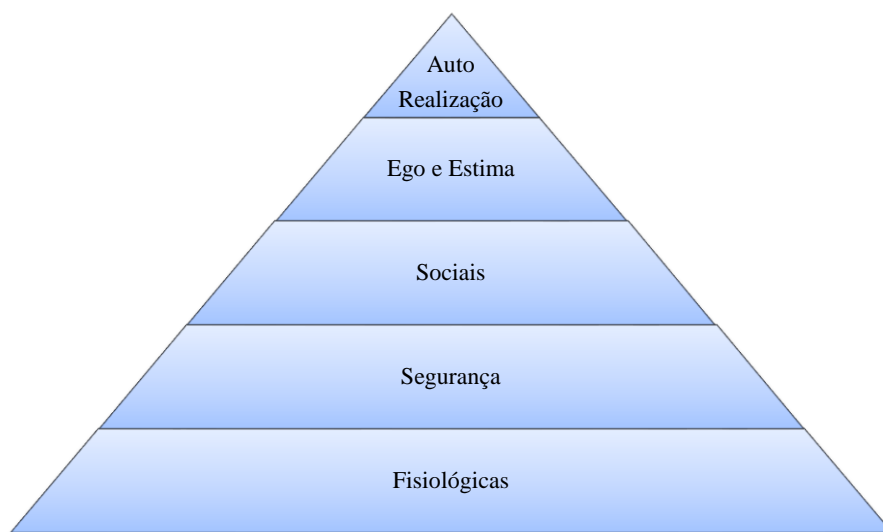 Auto
Realização
Ego e Estima
Sociais
Segurança
Fisiológicas